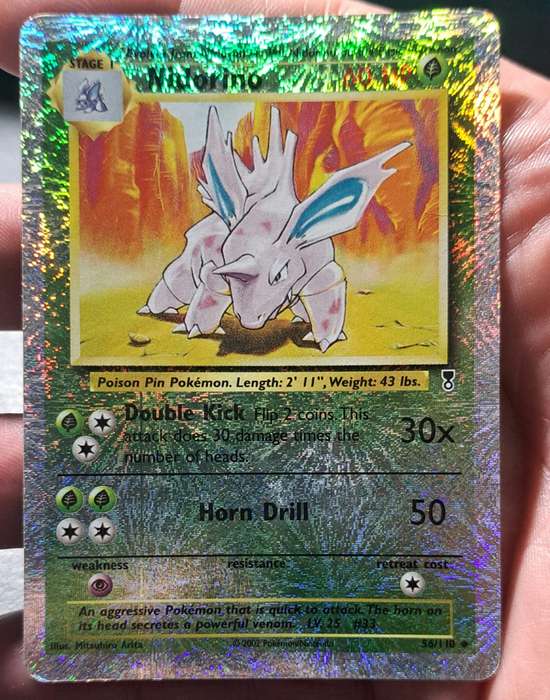 STAGE 1
Nidorino
60 HP
Poison Pin Pokémon. Length: 2' 11", Weight: 43 lbs.
Double Kick Flip 2 coins. This
attack does 30 damage times the
number of heads.
30x
Horn Drill
50
weakness
resistance
retreat cost
An aggressive Pokémon that is quick to attack. The horn on
its head secretes a powerful venom. LV. 25 #33
Illus. Mitsuhiro Arita
©2002 Pokémon/Nintendo
56/110